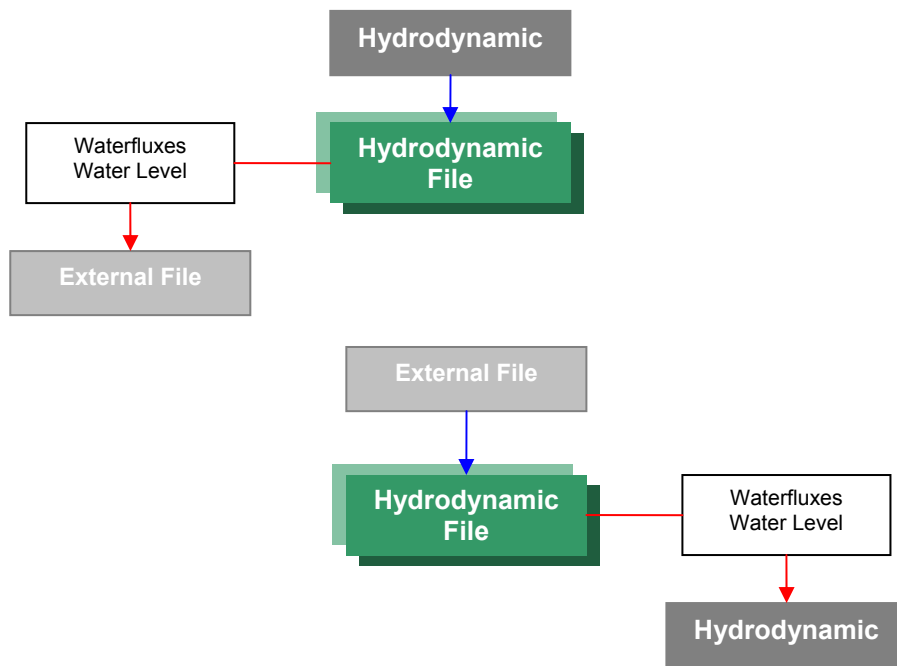 Hydrodynamic
Waterfluxes
Water Level
Hydrodynamic
File
External File
External File
Hydrodynamic
File
Waterfluxes
Water Level
Hydrodynamic